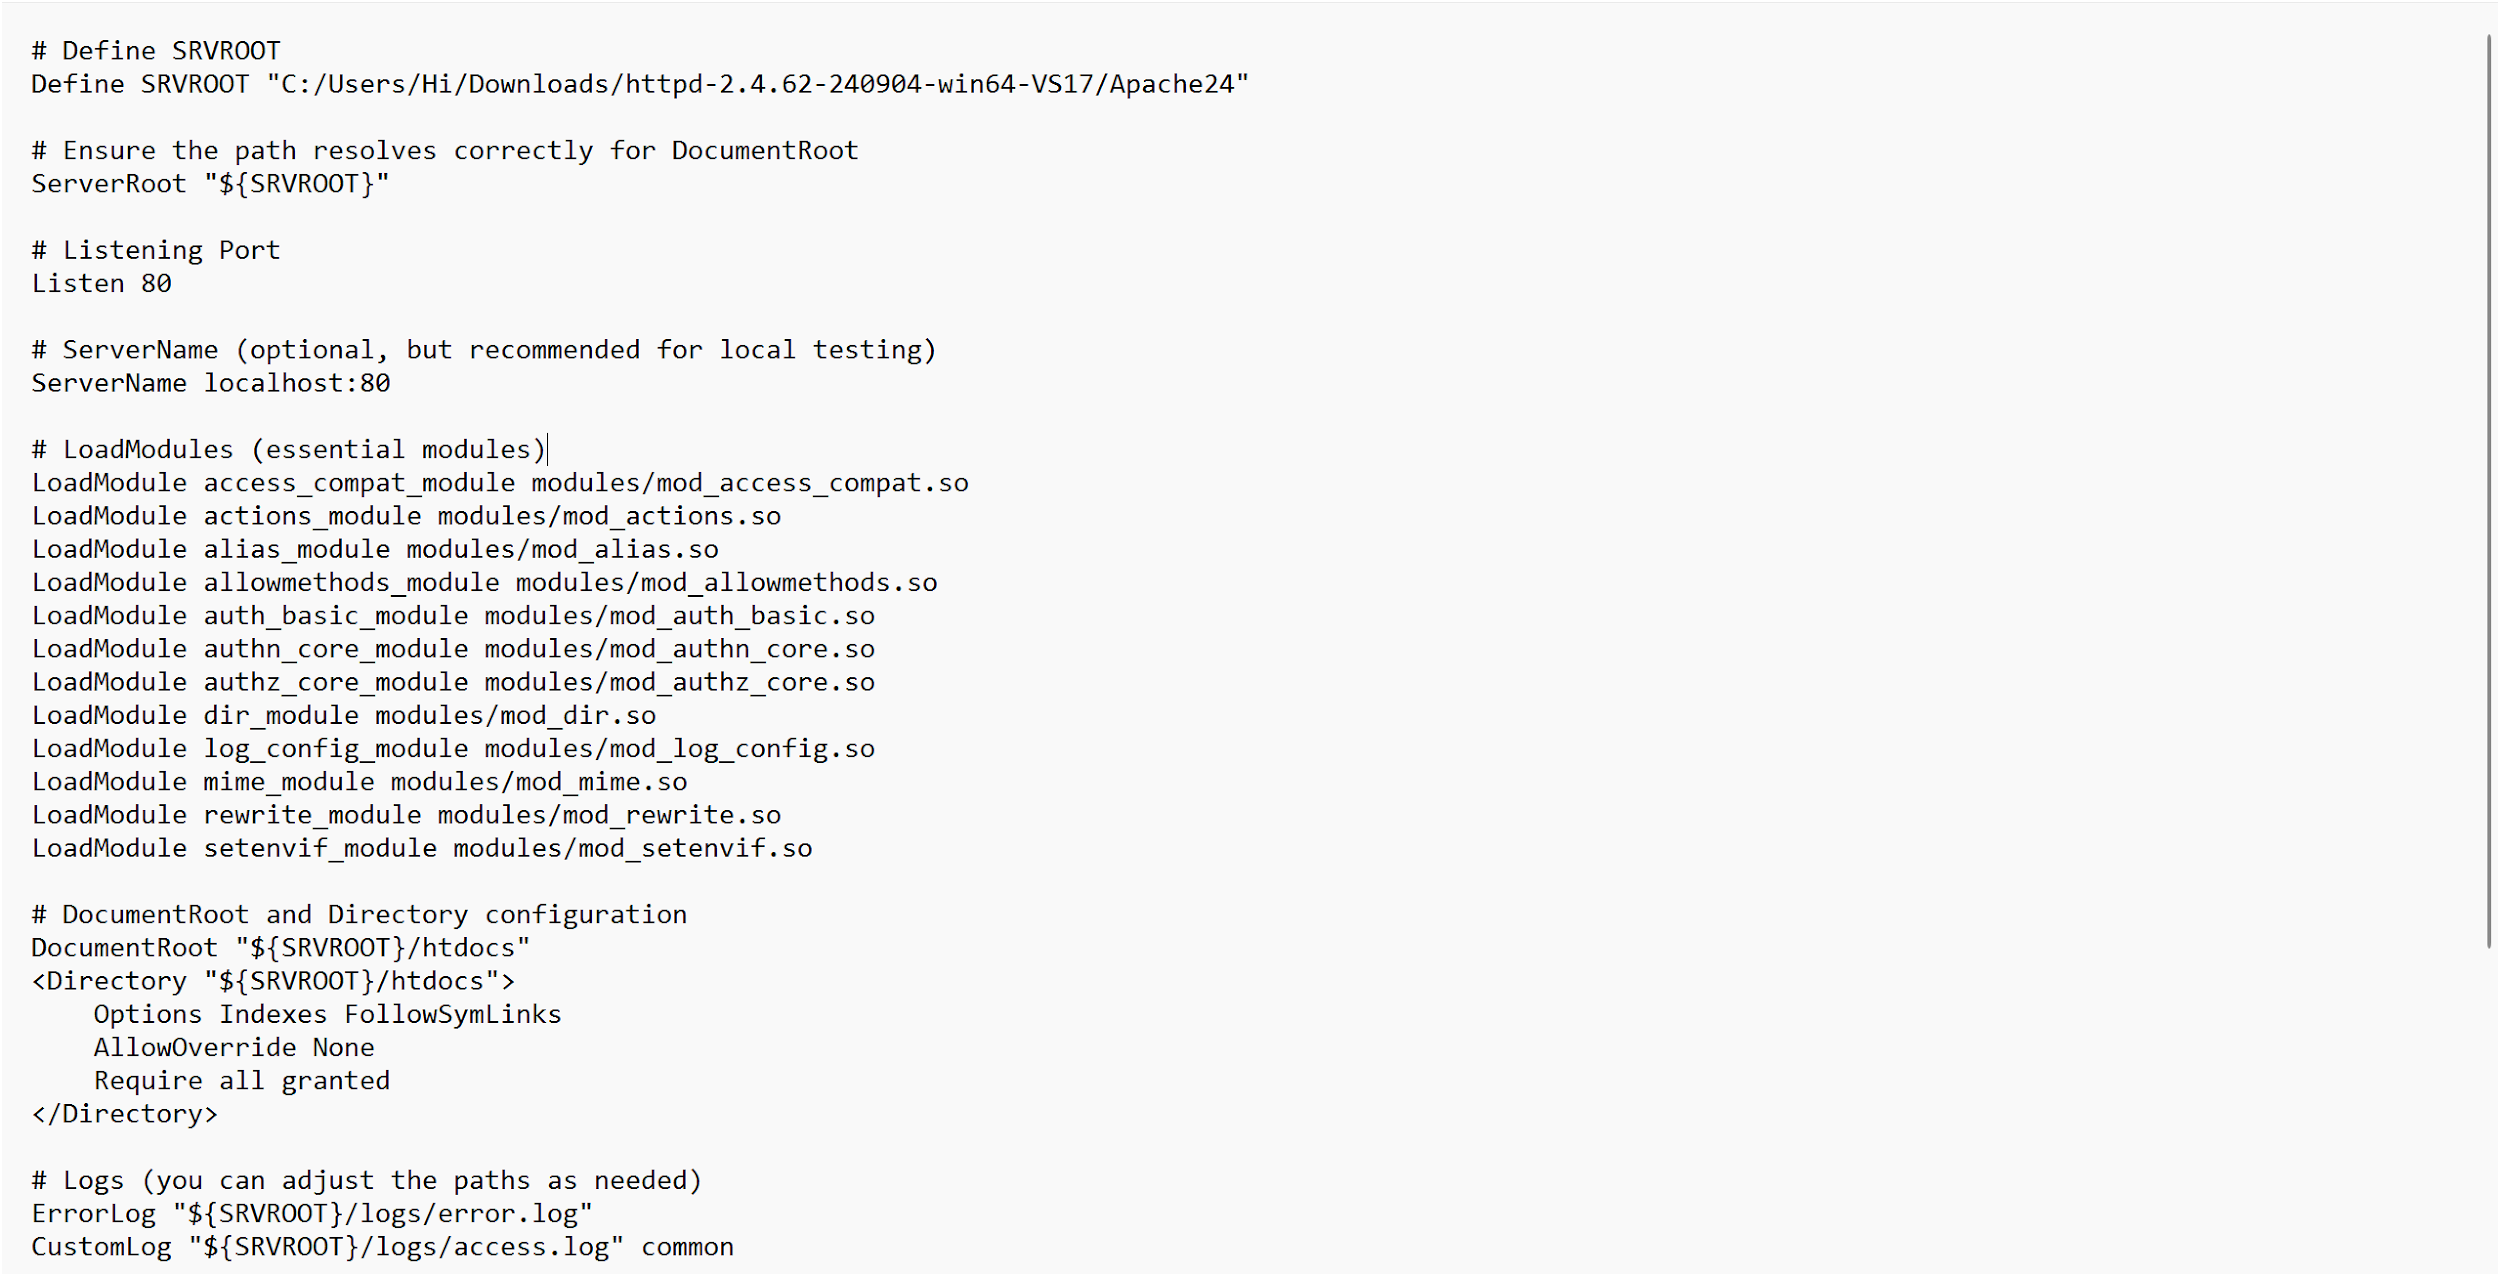 # Define SRVROOT
Define SRVROOT "C:/Users/Hi/Downloads/httpd-2.4.62-240904-win64-VS17/Apache24"
# Ensure the path resolves correctly for DocumentRoot
ServerRoot "${SRVROOT}"
# Listening Port
Listen 80
# ServerName (optional, but recommended for local testing)
ServerName localhost:80
# LoadModules (essential modules)
LoadModule access_compat_module modules/mod_access_compat.so
LoadModule actions_module modules/mod_actions.so
LoadModule alias_module modules/mod_alias.so
LoadModule allowmethods_module modules/mod_allowmethods.so
LoadModule auth_basic_module modules/mod_auth_basic.so
LoadModule authn_core_module modules/mod_authn_core.so
LoadModule authz_core_module modules/mod_authz_core.so
LoadModule dir_module modules/mod_dir.so
LoadModule log_config_module modules/mod_log_config.so
LoadModule mime_module modules/mod_mime.so
LoadModule rewrite_module modules/mod_rewrite.so
LoadModule setenvif_module modules/mod_setenvif.so
# DocumentRoot and Directory configuration
DocumentRoot "${SRVROOT}/htdocs"
<Directory "${SRVROOT}/htdocs">
    Options Indexes FollowSymLinks
    AllowOverride None
    Require all granted
</Directory>
# Logs (you can adjust the paths as needed)
ErrorLog "${SRVROOT}/logs/error.log"
CustomLog "${SRVROOT}/logs/access.log" common